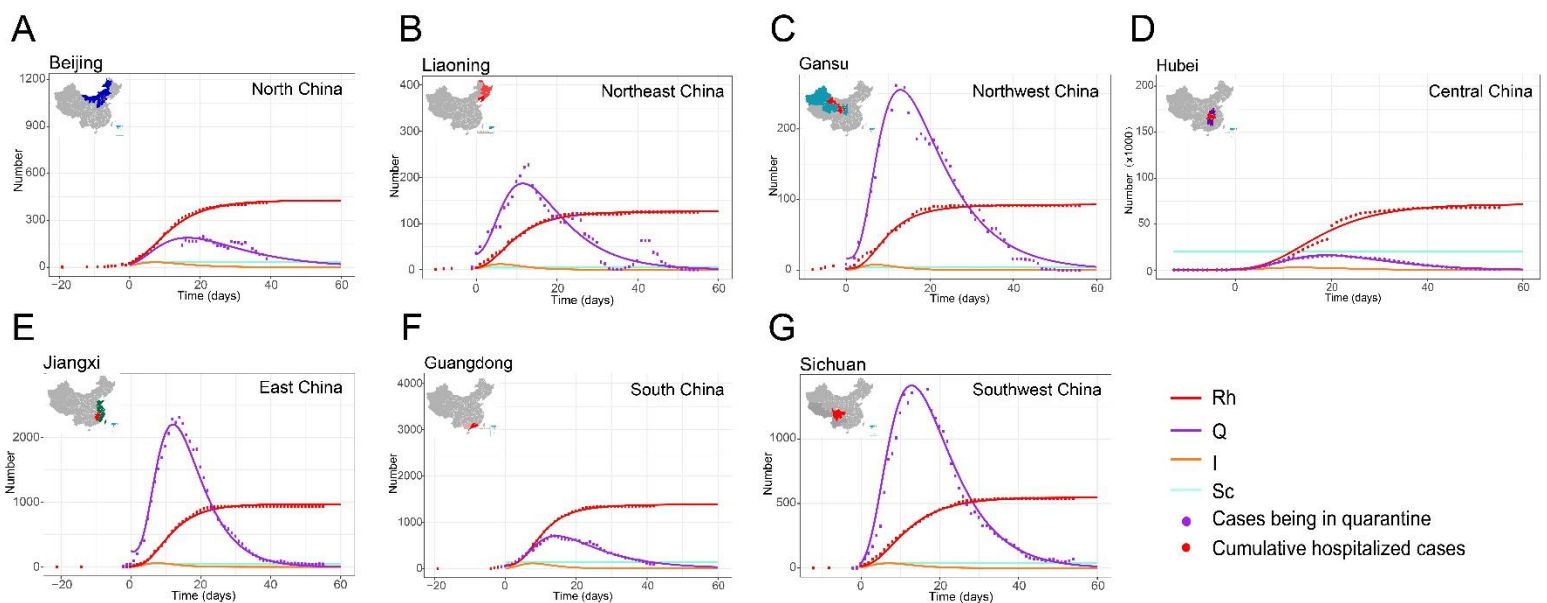 A
Beijing
North China
1200
900
600
300
0
Number
−20
0
20
40
60
Time (days)
B
Liaoning
Northeast China
400
300
200
100
0
Number
0
20
40
60
Time (days)
C
Gansu
Northwest China
200
100
0
Number
0
20
40
60
Time (days)
D
Hubei
Central China
200
150
100
50
0
Number (×1000)
0
20
40
60
Time (days)
E
Jiangxi
East China
2000
1000
0
Number
−20
0
20
40
60
Time (days)
F
Guangdong
South China
4000
3000
2000
1000
0
Number
−20
0
20
40
60
Time (days)
G
Sichuan
Southwest China
1000
500
0
Number
0
20
40
60
Time (days)
Rh
Q
I
Sc
Cases being in quarantine
Cumulative hospitalized cases